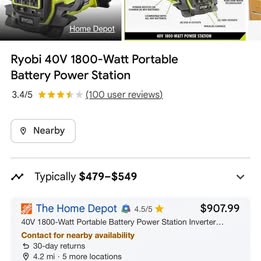 Home Depot
40V 1800-WATT POWER STATION
Ryobi 40V 1800-Watt Portable
Battery Power Station
3.4/5 (100 user reviews)
Nearby
Typically $479–$549
The Home Depot 4.5/5 $907.99
40V 1800-Watt Portable Battery Power Station Inverter…
Contact for nearby availability
30-day returns
4.2 mi · 5 more locations